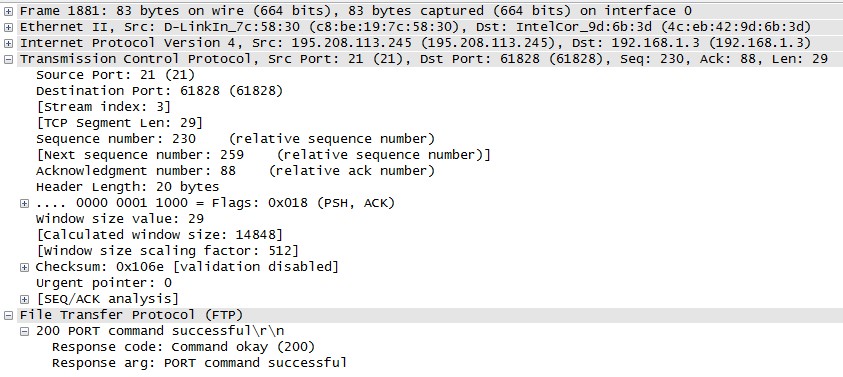 Frame 1881: 83 bytes on wire (664 bits), 83 bytes captured (664 bits) on interface 0
Ethernet II, Src: D-LinkIn_7c:58:30 (c8:be:19:7c:58:30), Dst: IntelCor_9d:6b:3d (4c:eb:42:9d:6b:3d)
Internet Protocol Version 4, Src: 195.208.113.245 (195.208.113.245), Dst: 192.168.1.3 (192.168.1.3)
Transmission Control Protocol, Src Port: 21 (21), Dst Port: 61828 (61828), Seq: 230, Ack: 88, Len: 29
Source Port: 21 (21)
Destination Port: 61828 (61828)
[Stream index: 3]
[TCP Segment Len: 29]
Sequence number: 230    (relative sequence number)
[Next sequence number: 259    (relative sequence number)]
Acknowledgment number: 88    (relative ack number)
Header Length: 20 bytes
.... 0000 0001 1000 = Flags: 0x018 (PSH, ACK)
Window size value: 29
[Calculated window size: 14848]
[Window size scaling factor: 512]
Checksum: 0x106e [validation disabled]
Urgent pointer: 0
[SEQ/ACK analysis]
File Transfer Protocol (FTP)
200 PORT command successful\r\n
Response code: Command okay (200)
Response arg: PORT command successful